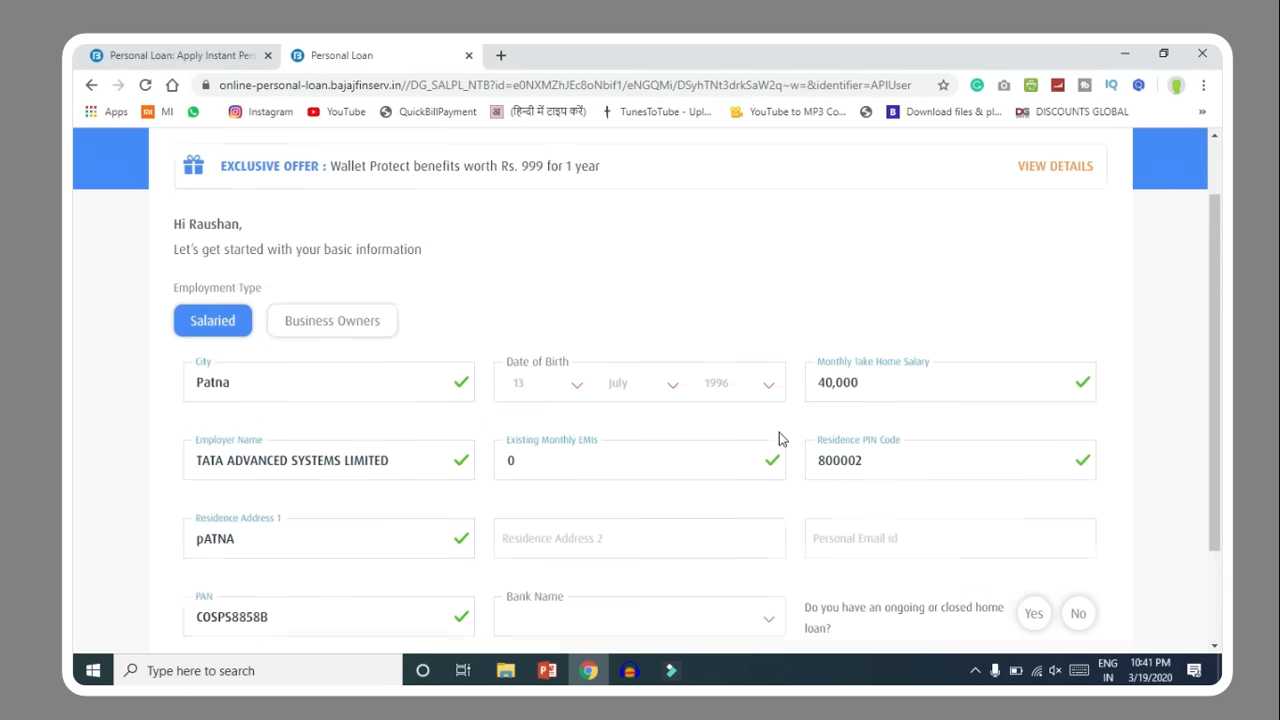 Personal Loan: Apply Instant Per
Personal Loan
online-personal-loan.bajajfinserv.in//DG_SALPL_NTB?id=e0NXMZhJEc8oNbif1/eNGQMi/DSyhTNt3drkSaW2q~w=&identifier=APIUser
Apps MI Instagram YouTube QuickBillPayment (हिन्दी में टाइप करें) TunesToTube - Upl... YouTube to MP3 Co... Download files & pl... DISCOUNTS GLOBAL
EXCLUSIVE OFFER : Wallet Protect benefits worth Rs. 999 for 1 year VIEW DETAILS
Hi Raushan,
Let's get started with your basic information
Employment Type
Salaried Business Owners
City Date of Birth Monthly Take Home Salary
Patna 13 July 1996 40,000
Employer Name Existing Monthly EMIs Residence PIN Code
TATA ADVANCED SYSTEMS LIMITED 0 800002
Residence Address 1
pATNA Residence Address 2 Personal Email id
PAN Bank Name Do you have an ongoing or closed home
COSPS8858B loan? Yes No
Type here to search ENG 10:41 PM
IN 3/19/2020